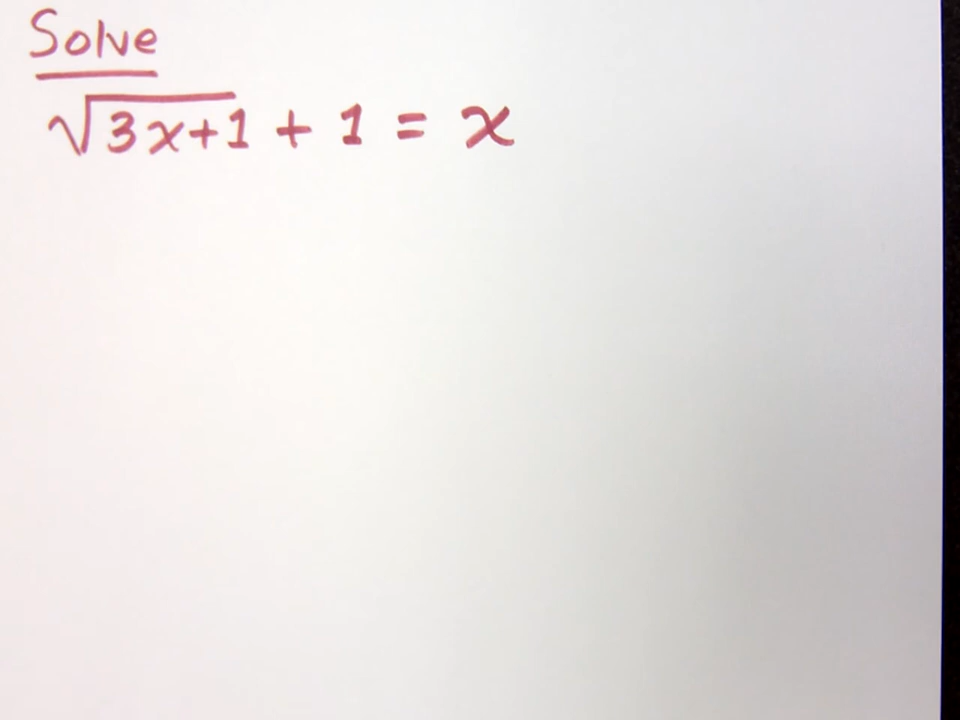 Solve
√3x+1 + 1 = x